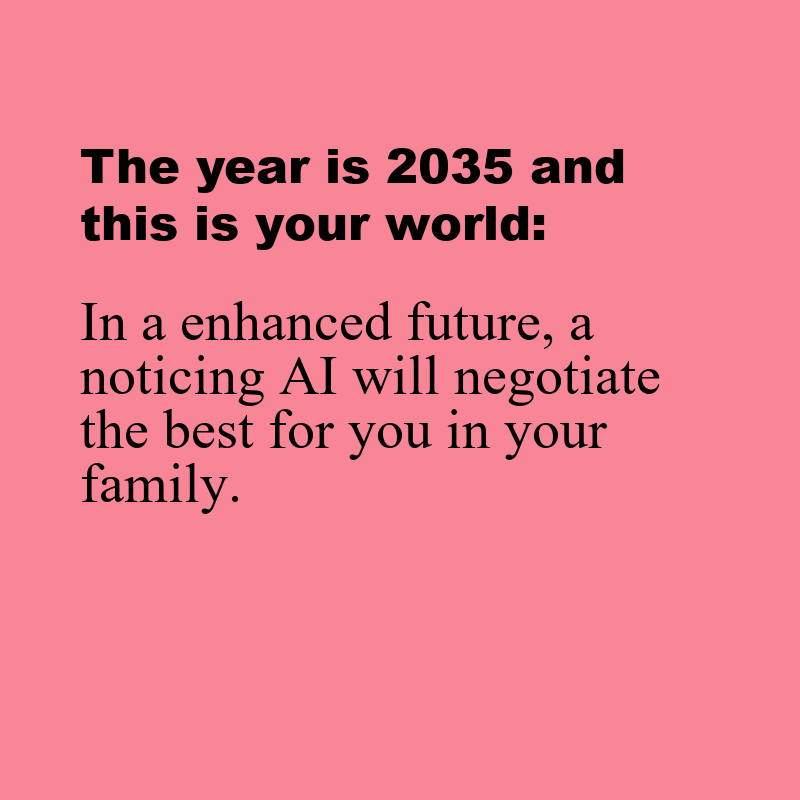 The year is 2035 and
this is your world:
In a enhanced future, a
noticing AI will negotiate
the best for you in your
family.